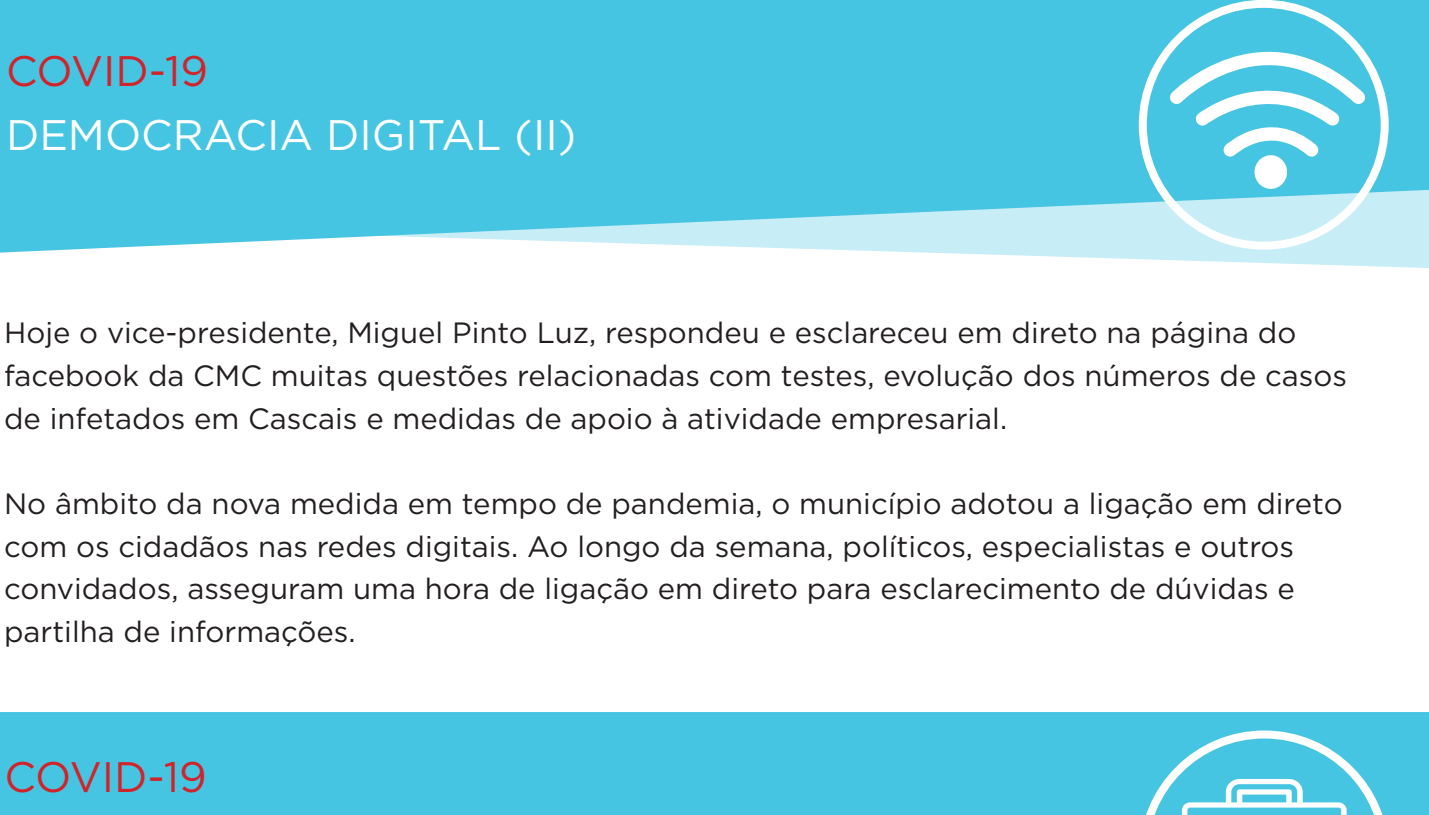 COVID-19
DEMOCRACIA DIGITAL (II)
Hoje o vice-presidente, Miguel Pinto Luz, respondeu e esclareceu em direto na página do
facebook da CMC muitas questões relacionadas com testes, evolução dos números de casos
de infetados em Cascais e medidas de apoio à atividade empresarial.
No âmbito da nova medida em tempo de pandemia, o município adotou a ligação em direto
com os cidadãos nas redes digitais. Ao longo da semana, políticos, especialistas e outros
convidados, asseguram uma hora de ligação em direto para esclarecimento de dúvidas e
partilha de informações.
COVID-19